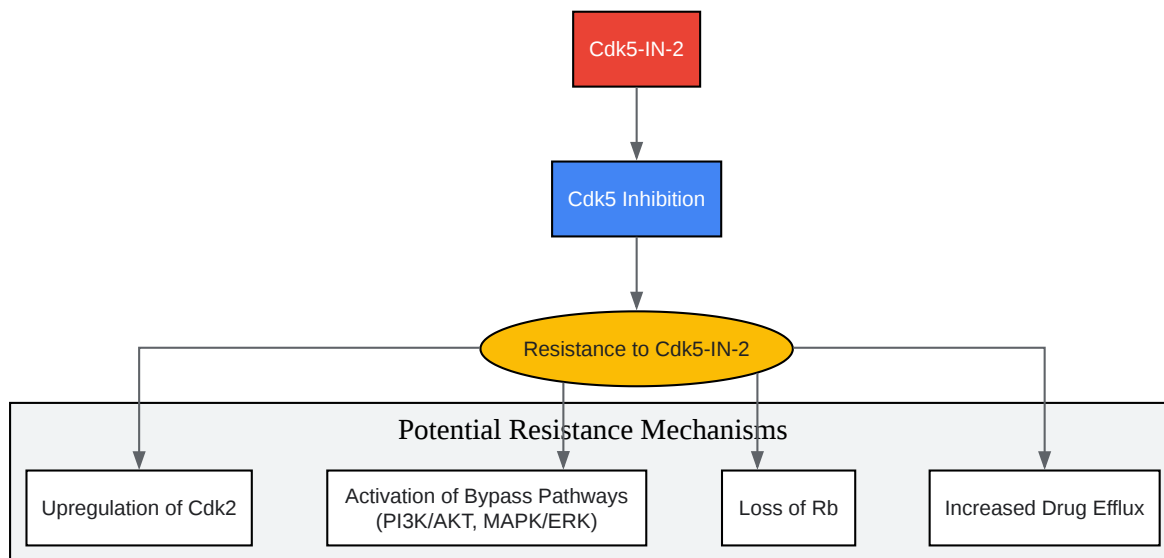 Cdk5-IN-2
Cdk5 Inhibition
Resistance to Cdk5-IN-2
Potential Resistance Mechanisms
Upregulation of Cdk2
Activation of Bypass Pathways
(PI3K/AKT, MAPK/ERK)
Loss of Rb
Increased Drug Efflux